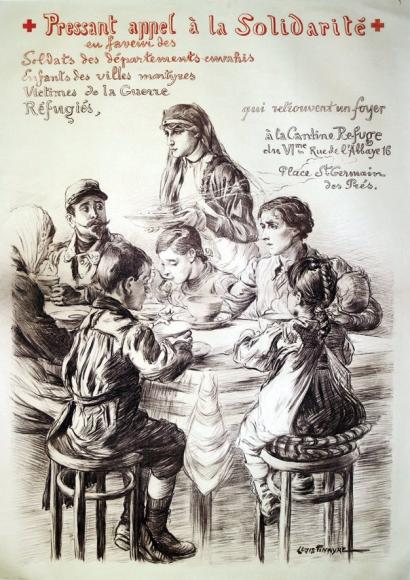 Pressant appel à la Solidarité
en faveur des
Soldats des départements envahis
Enfants des villes martyres
Victimes de la Guerre
Réfugiés,
qui retrouvent un foyer
à la Cantine Refuge
du VIme Rue de l'Abbaye 16
Place St Germain
des Prés.
LOUIS TINAYRE